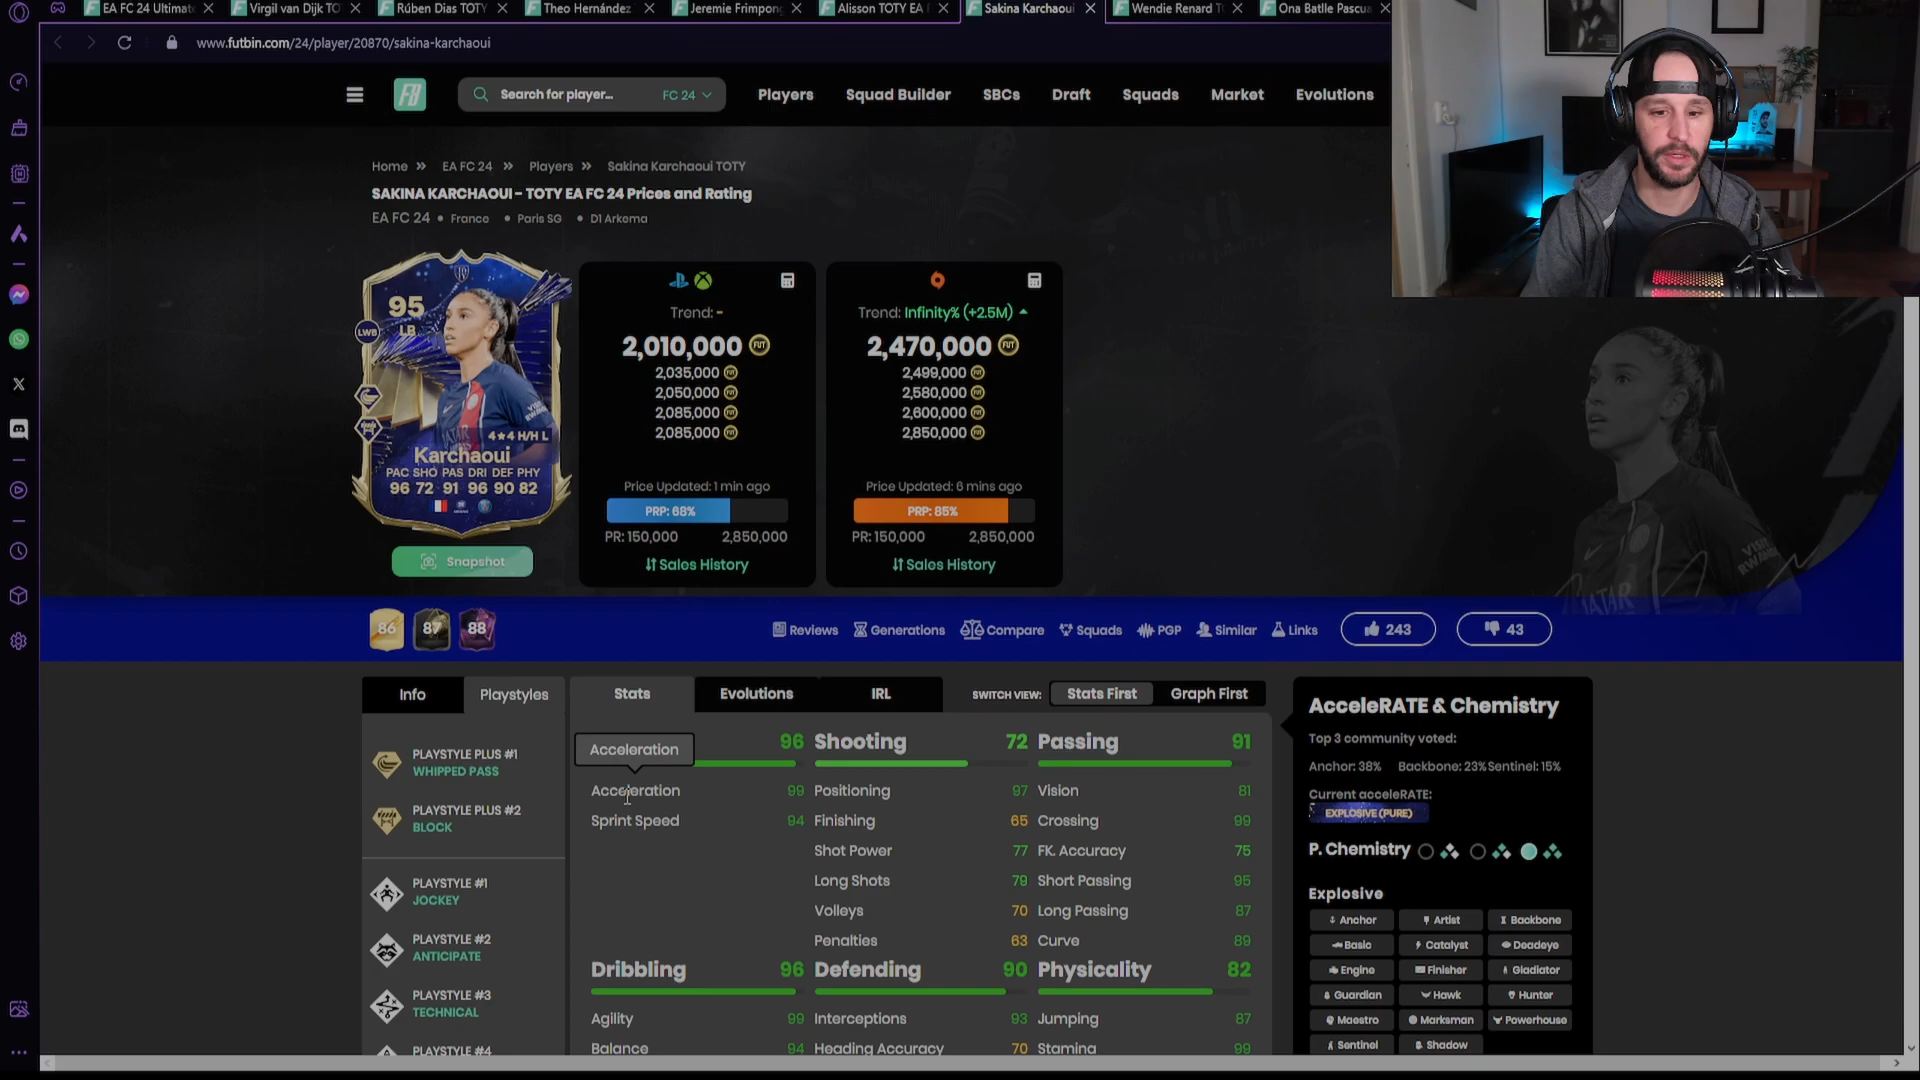 EA FC 24 Ultimat
Virgil van Dijk TO
Rúben Dias TOTY
Theo Hernández
Jeremie Frimpong
Alisson TOTY EA
Sakina Karchaoui
Wendie Renard T
Ona Batlle Pascua
www.futbin.com/24/player/20870/sakina-karchaoui
Search for player...
FC 24
Players
Squad Builder
SBCs
Draft
Squads
Market
Evolutions
Home » EA FC 24 » Players » Sakina Karchaoui TOTY
SAKINA KARCHAOUI - TOTY EA FC 24 Prices and Rating
EA FC 24 • France • Paris SG • D1 Arkema
95
LB
LWB
4★4 H/H L
Karchaoui
PAC SHO PAS DRI DEF PHY
96 72 91 96 90 82
Snapshot
Trend: -
2,010,000
2,035,000
2,050,000
2,085,000
2,085,000
Price Updated: 1 min ago
PRP: 68%
PR: 150,000 2,850,000
Sales History
Trend: Infinity% (+2.5M)
2,470,000
2,499,000
2,580,000
2,600,000
2,850,000
Price Updated: 6 mins ago
PRP: 85%
PR: 150,000 2,850,000
Sales History
86
87
88
Reviews
Generations
Compare
Squads
PGP
Similar
Links
243
43
Info
Playstyles
PLAYSTYLE PLUS #1
WHIPPED PASS
PLAYSTYLE PLUS #2
BLOCK
PLAYSTYLE #1
JOCKEY
PLAYSTYLE #2
ANTICIPATE
PLAYSTYLE #3
TECHNICAL
PLAYSTYLE #4
Stats
Evolutions
IRL
SWITCH VIEW:
Stats First
Graph First
Acceleration
96
Acceleration 99
Sprint Speed 94
Shooting 72
Positioning 97
Finishing 65
Shot Power 77
Long Shots 79
Volleys 70
Penalties 63
Passing 91
Vision 81
Crossing 99
FK. Accuracy 75
Short Passing 95
Long Passing 87
Curve 89
Dribbling 96
Agility 99
Balance 94
Defending 90
Interceptions 93
Heading Accuracy 70
Physicality 82
Jumping 87
Stamina 99
AcceleRATE & Chemistry
Top 3 community voted:
Anchor: 38% Backbone: 23% Sentinel: 15%
Current acceleRATE:
EXPLOSIVE (PURE)
P. Chemistry
Explosive
Anchor Artist Backbone
Basic Catalyst Deadeye
Engine Finisher Gladiator
Guardian Hawk Hunter
Maestro Marksman Powerhouse
Sentinel Shadow